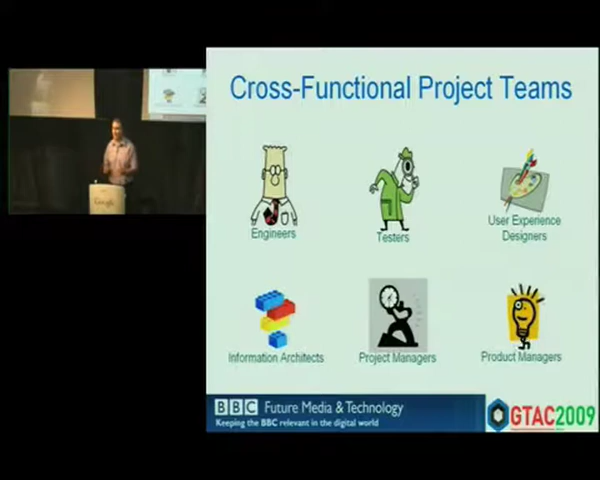 Cross-Functional Project Teams
Engineers
Testers
User Experience
Designers
Information Architects
Project Managers
Product Managers
BBC Future Media & Technology
Keeping the BBC relevant in the digital world
GTAC2009
Google